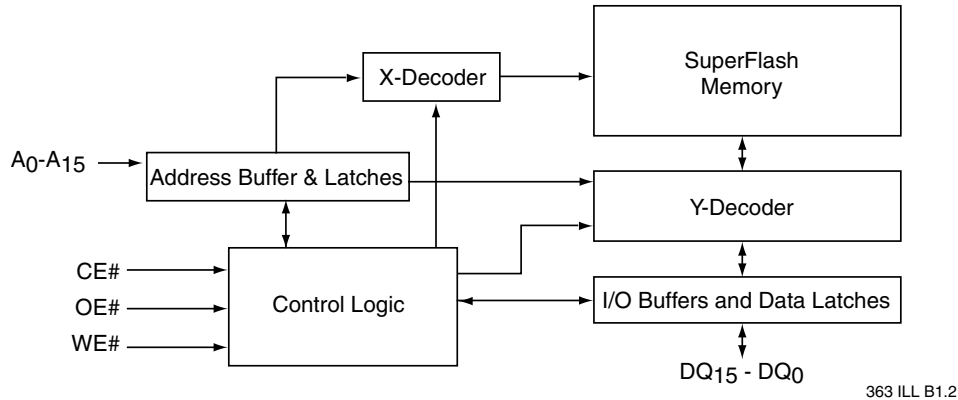 SuperFlash
Memory
X-Decoder
A0-A15
Address Buffer & Latches
Y-Decoder
CE#
OE#
WE#
Control Logic
I/O Buffers and Data Latches
DQ15 - DQ0
363 ILL B1.2